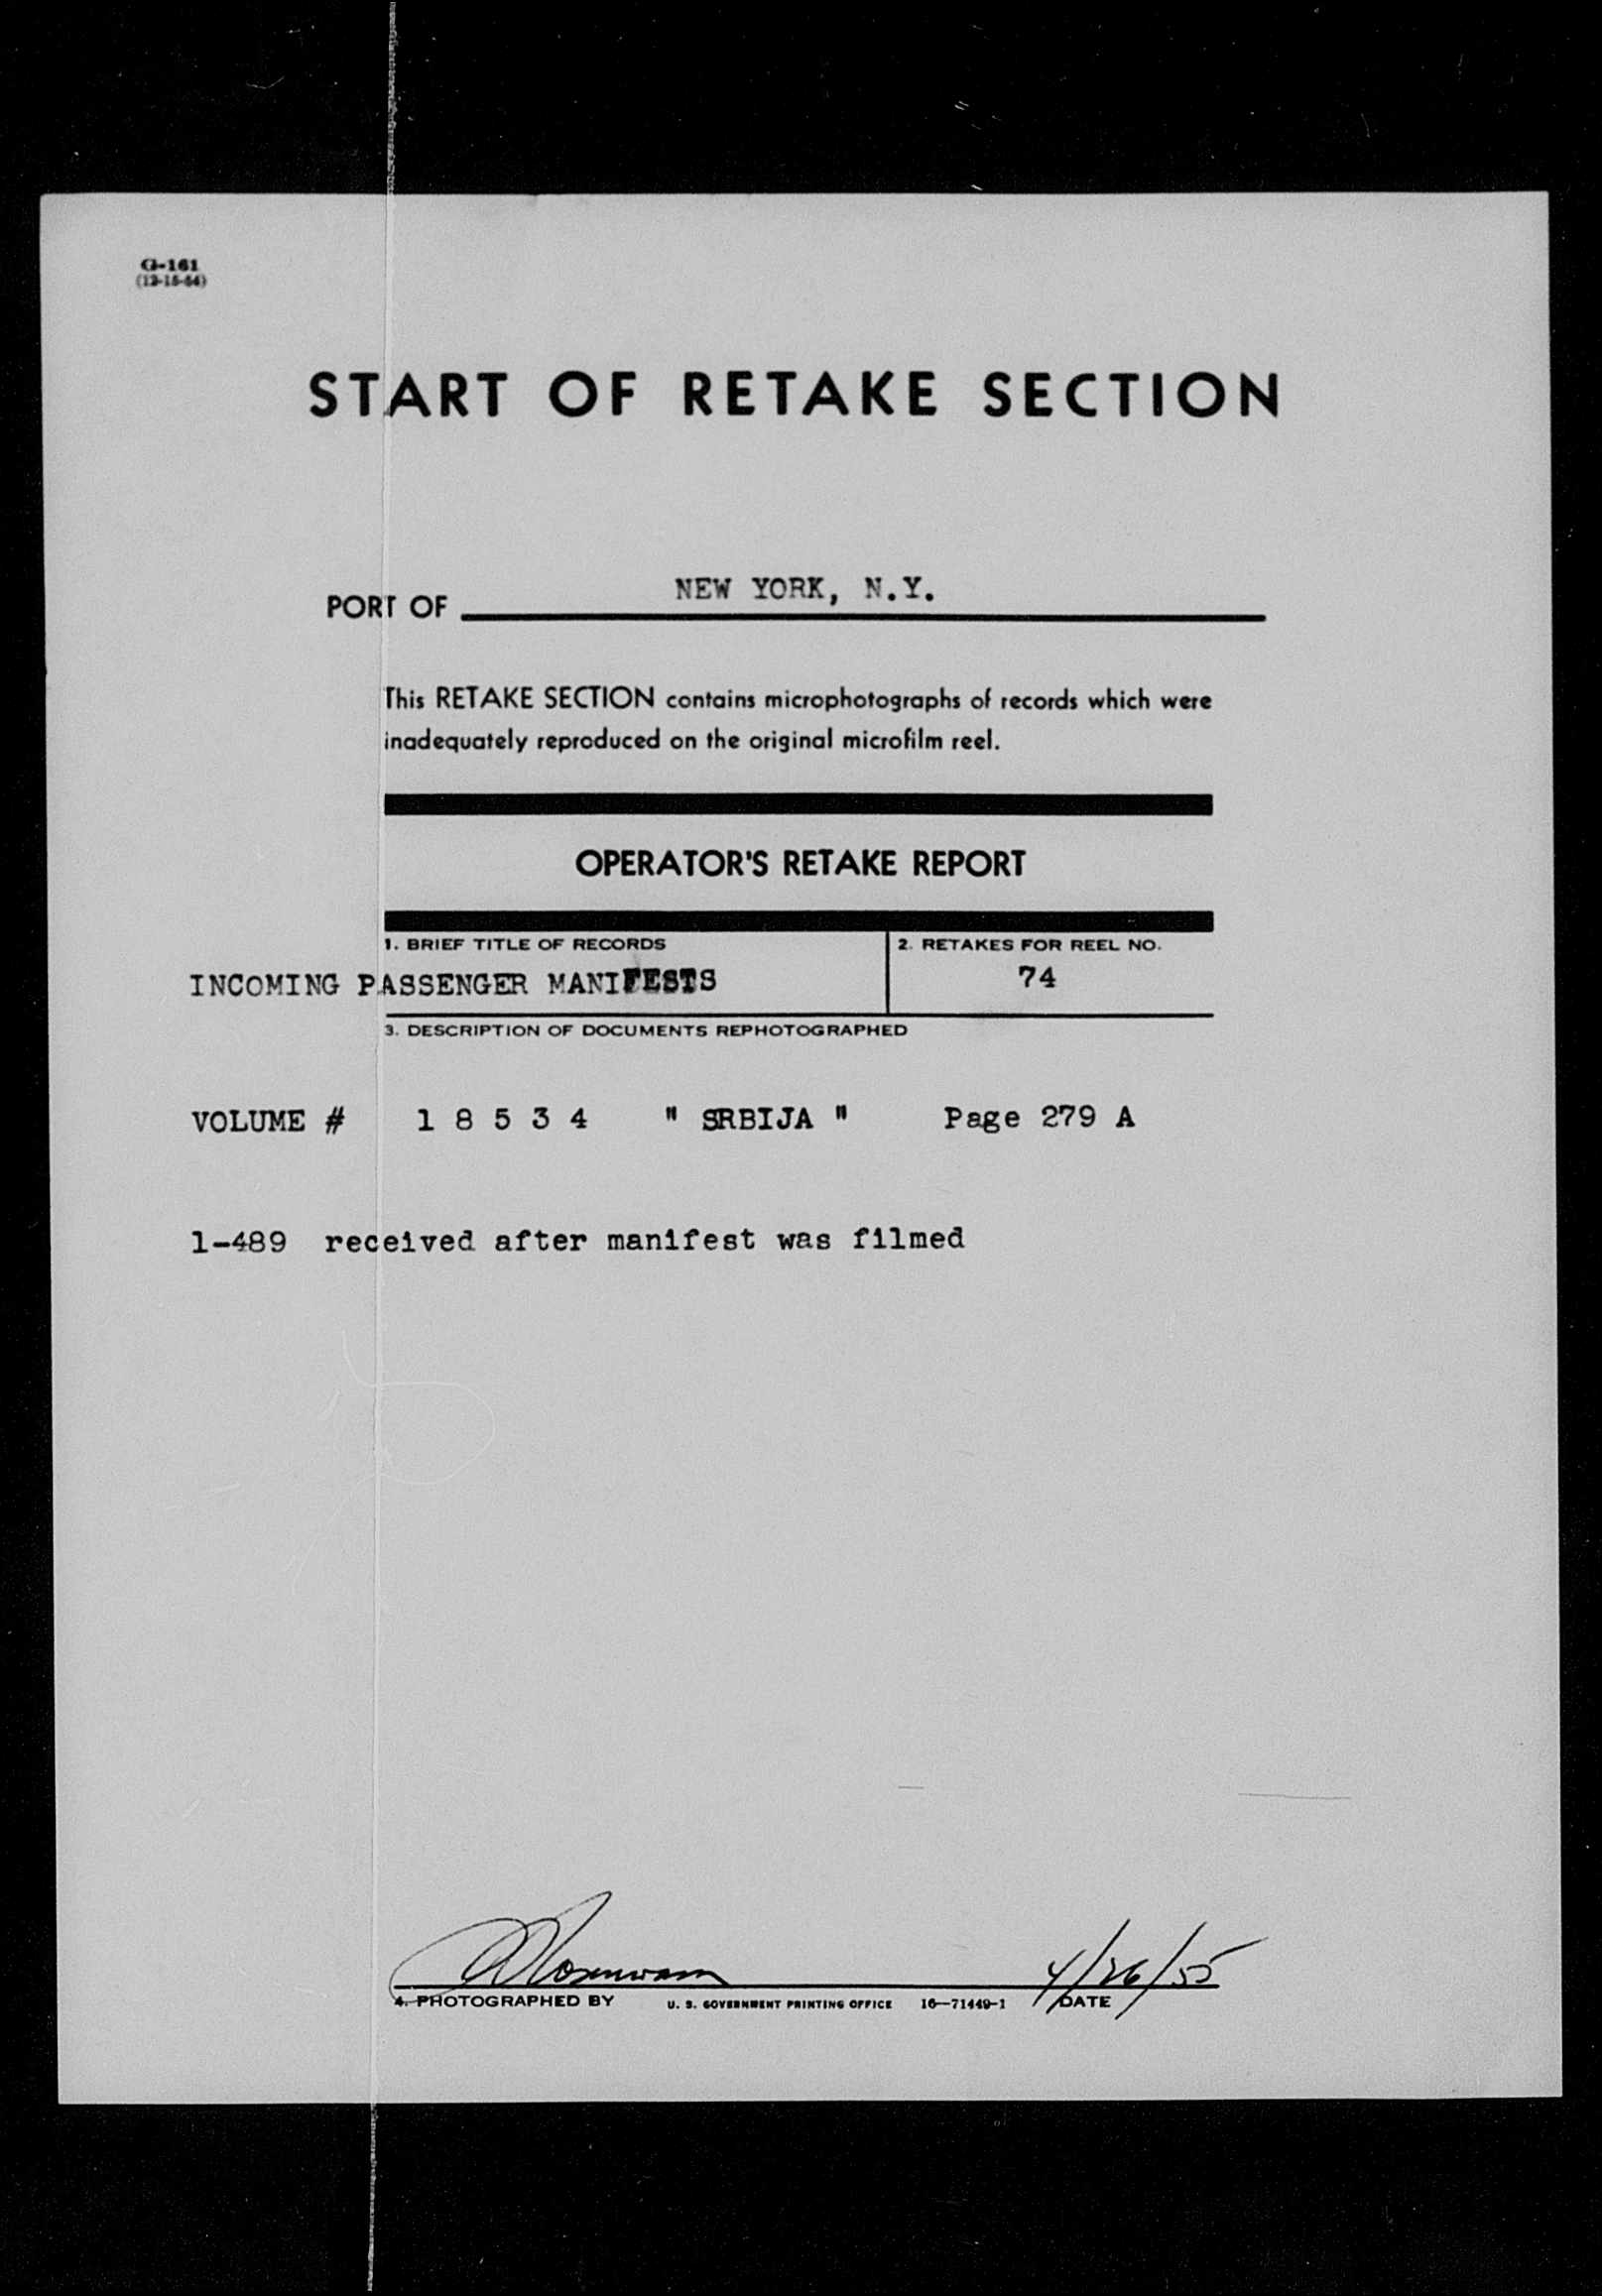 G-161
(12-15-54)
START OF RETAKE SECTION
PORT OF NEW YORK, N.Y.
This RETAKE SECTION contains microphotographs of records which were
inadequately reproduced on the original microfilm reel.
OPERATOR'S RETAKE REPORT
1. BRIEF TITLE OF RECORDS 2. RETAKES FOR REEL NO.
INCOMING PASSENGER MANIFESTS 74
3. DESCRIPTION OF DOCUMENTS REPHOTOGRAPHED
VOLUME # 1 8 5 3 4 " SRBIJA " Page 279 A
1-489 received after manifest was filmed
4/26/55
4. PHOTOGRAPHED BY U. S. GOVERNMENT PRINTING OFFICE 16—71449-1 DATE